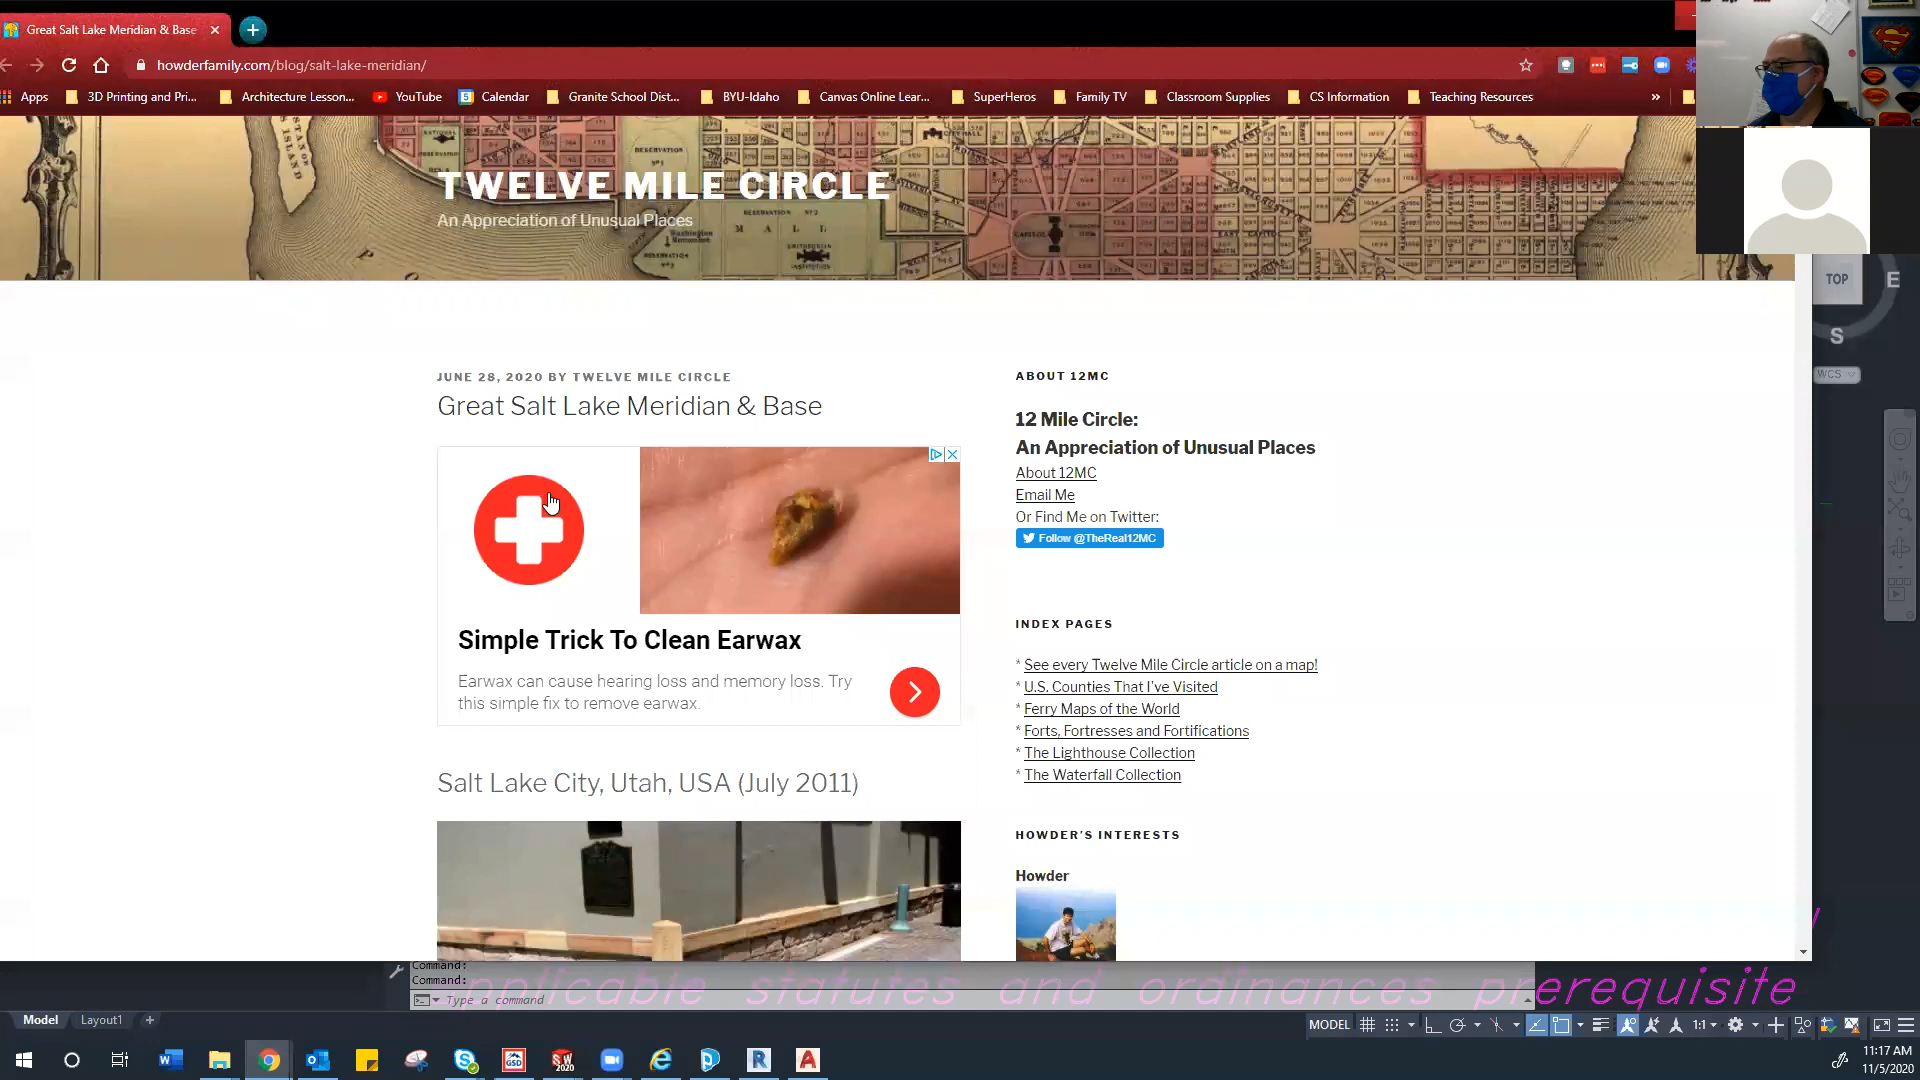 Great Salt Lake Meridian & Base
howderfamily.com/blog/salt-lake-meridian/
Apps
3D Printing and Pri...
Architecture Lesson...
YouTube
Calendar
Granite School Dist...
BYU-Idaho
Canvas Online Lear...
SuperHeros
Family TV
Classroom Supplies
CS Information
Teaching Resources
»
TWELVE MILE CIRCLE
An Appreciation of Unusual Places
JUNE 28, 2020 BY TWELVE MILE CIRCLE
Great Salt Lake Meridian & Base
Simple Trick To Clean Earwax
Earwax can cause hearing loss and memory loss. Try
this simple fix to remove earwax.
Salt Lake City, Utah, USA (July 2011)
ABOUT 12MC
12 Mile Circle:
An Appreciation of Unusual Places
About 12MC
Email Me
Or Find Me on Twitter:
Follow @TheReal12MC
INDEX PAGES
* See every Twelve Mile Circle article on a map!
* U.S. Counties That I've Visited
* Ferry Maps of the World
* Forts, Fortresses and Fortifications
* The Lighthouse Collection
* The Waterfall Collection
HOWDER'S INTERESTS
Howder
TOP
E
S
WCS
Command:
Command:
Type a command
applicable statutes and ordinances prerequisite
Model
Layout1
MODEL
1:1
11:17 AM
11/5/2020